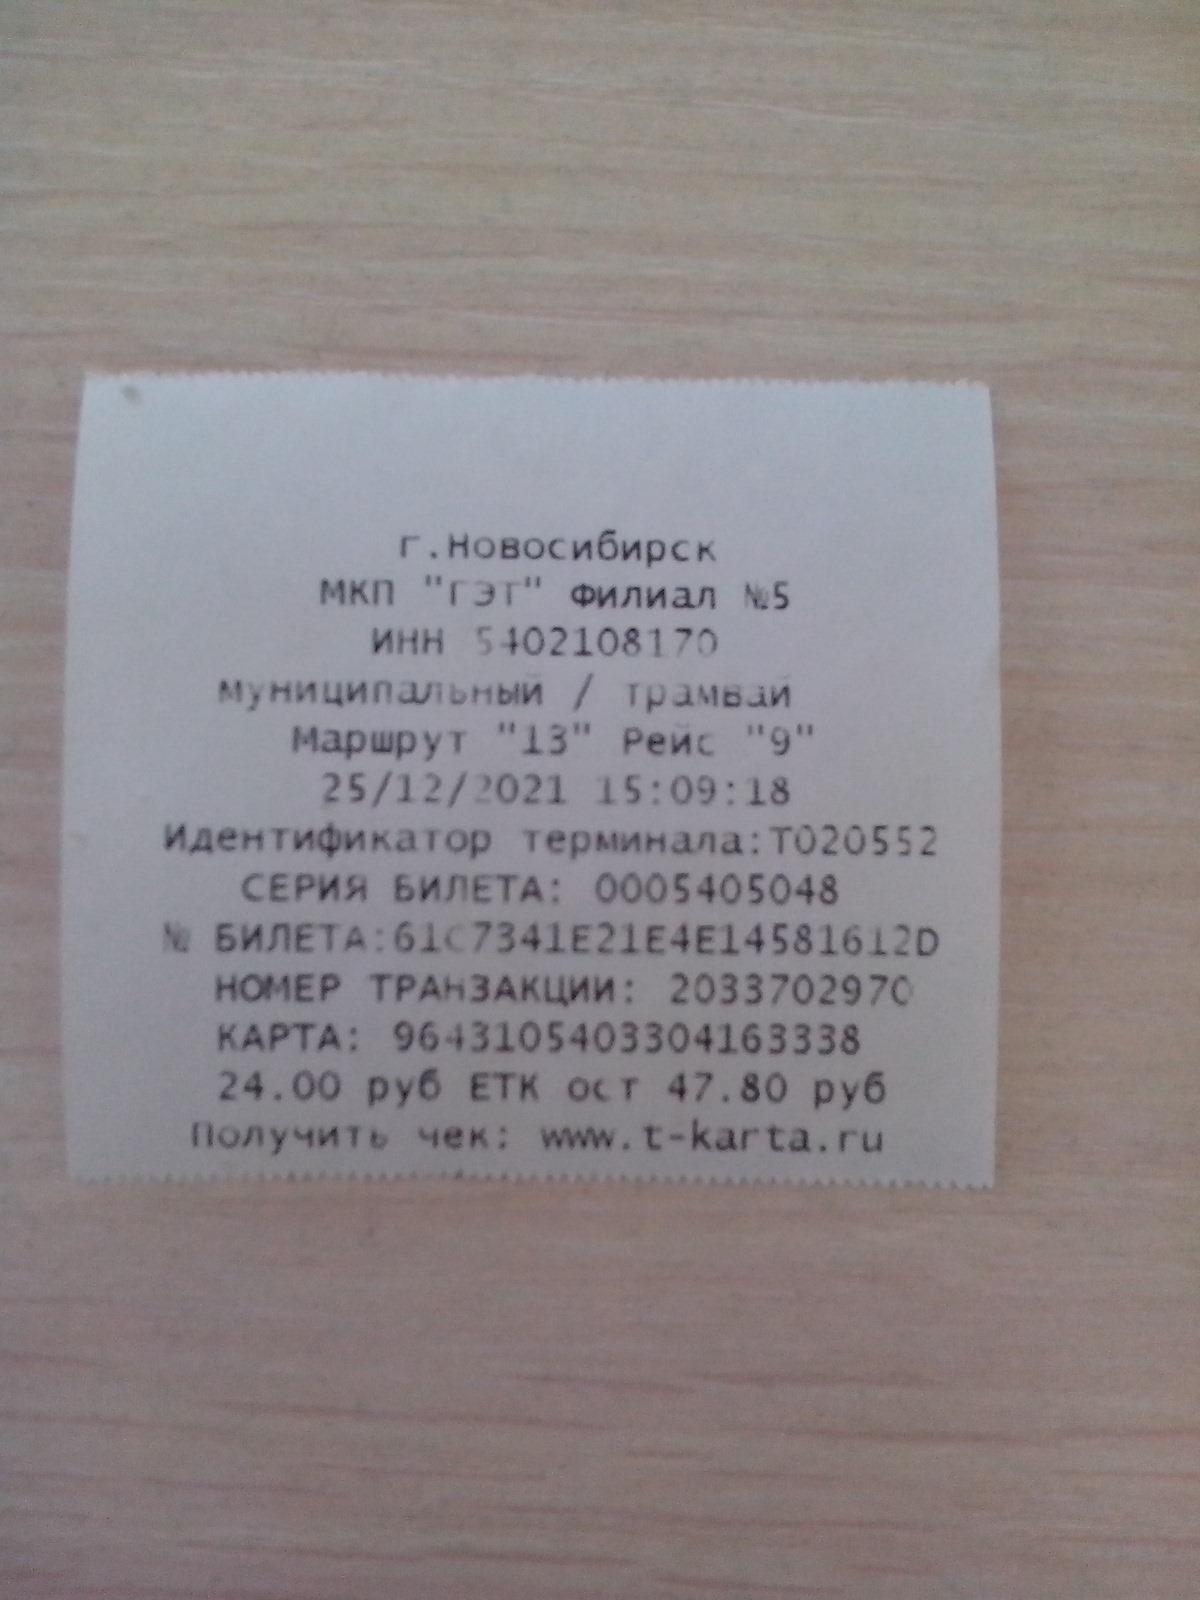 г.Новосибирск
МКП "ГЭТ" Филиал №5
ИНН 5402108170
муниципальный / трамвай
Маршрут "13" Рейс "9"
25/12/2021 15:09:18
Идентификатор терминала:T020552
СЕРИЯ БИЛЕТА: 0005405048
№ БИЛЕТА:61C7341E21E4E14581612D
НОМЕР ТРАНЗАКЦИИ: 2033702970
КАРТА: 9643105403304163338
24.00 руб ЕТК ост 47.80 руб
Получить чек: www.t-karta.ru